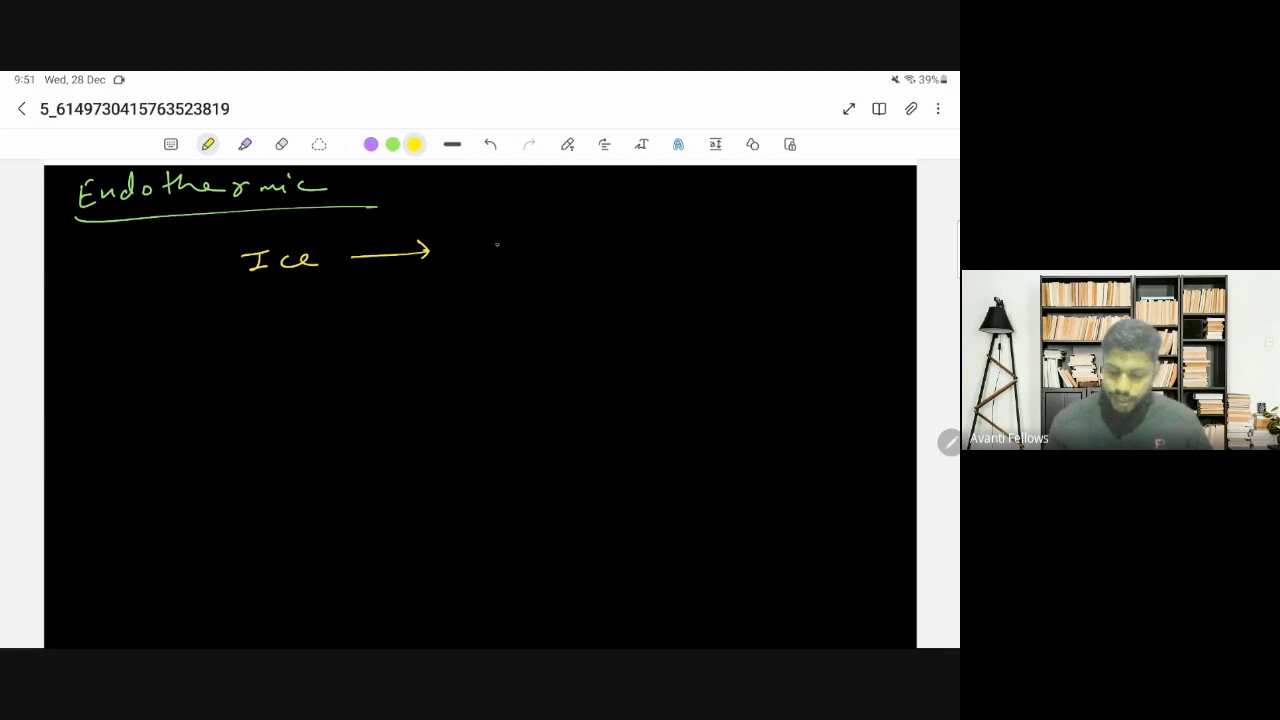 9:51 Wed, 28 Dec 39%
5_6149730415763523819
Endothermic
Ice →
Avanti Fellows